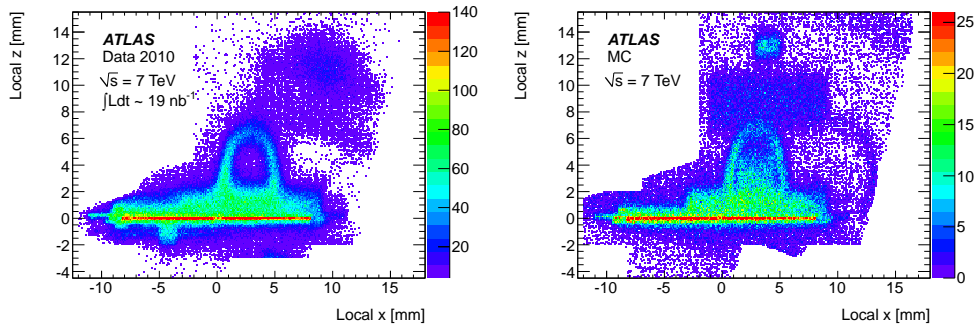 Local z [mm]
14
12
10
8
6
4
2
0
-2
-4
ATLAS
Data 2010
√s = 7 TeV
∫Ldt ~ 19 nb⁻¹
-10 -5 0 5 10 15
Local x [mm]
140
120
100
80
60
40
20
Local z [mm]
14
12
10
8
6
4
2
0
-2
-4
ATLAS
MC
√s = 7 TeV
-10 -5 0 5 10 15
Local x [mm]
25
20
15
10
5
0